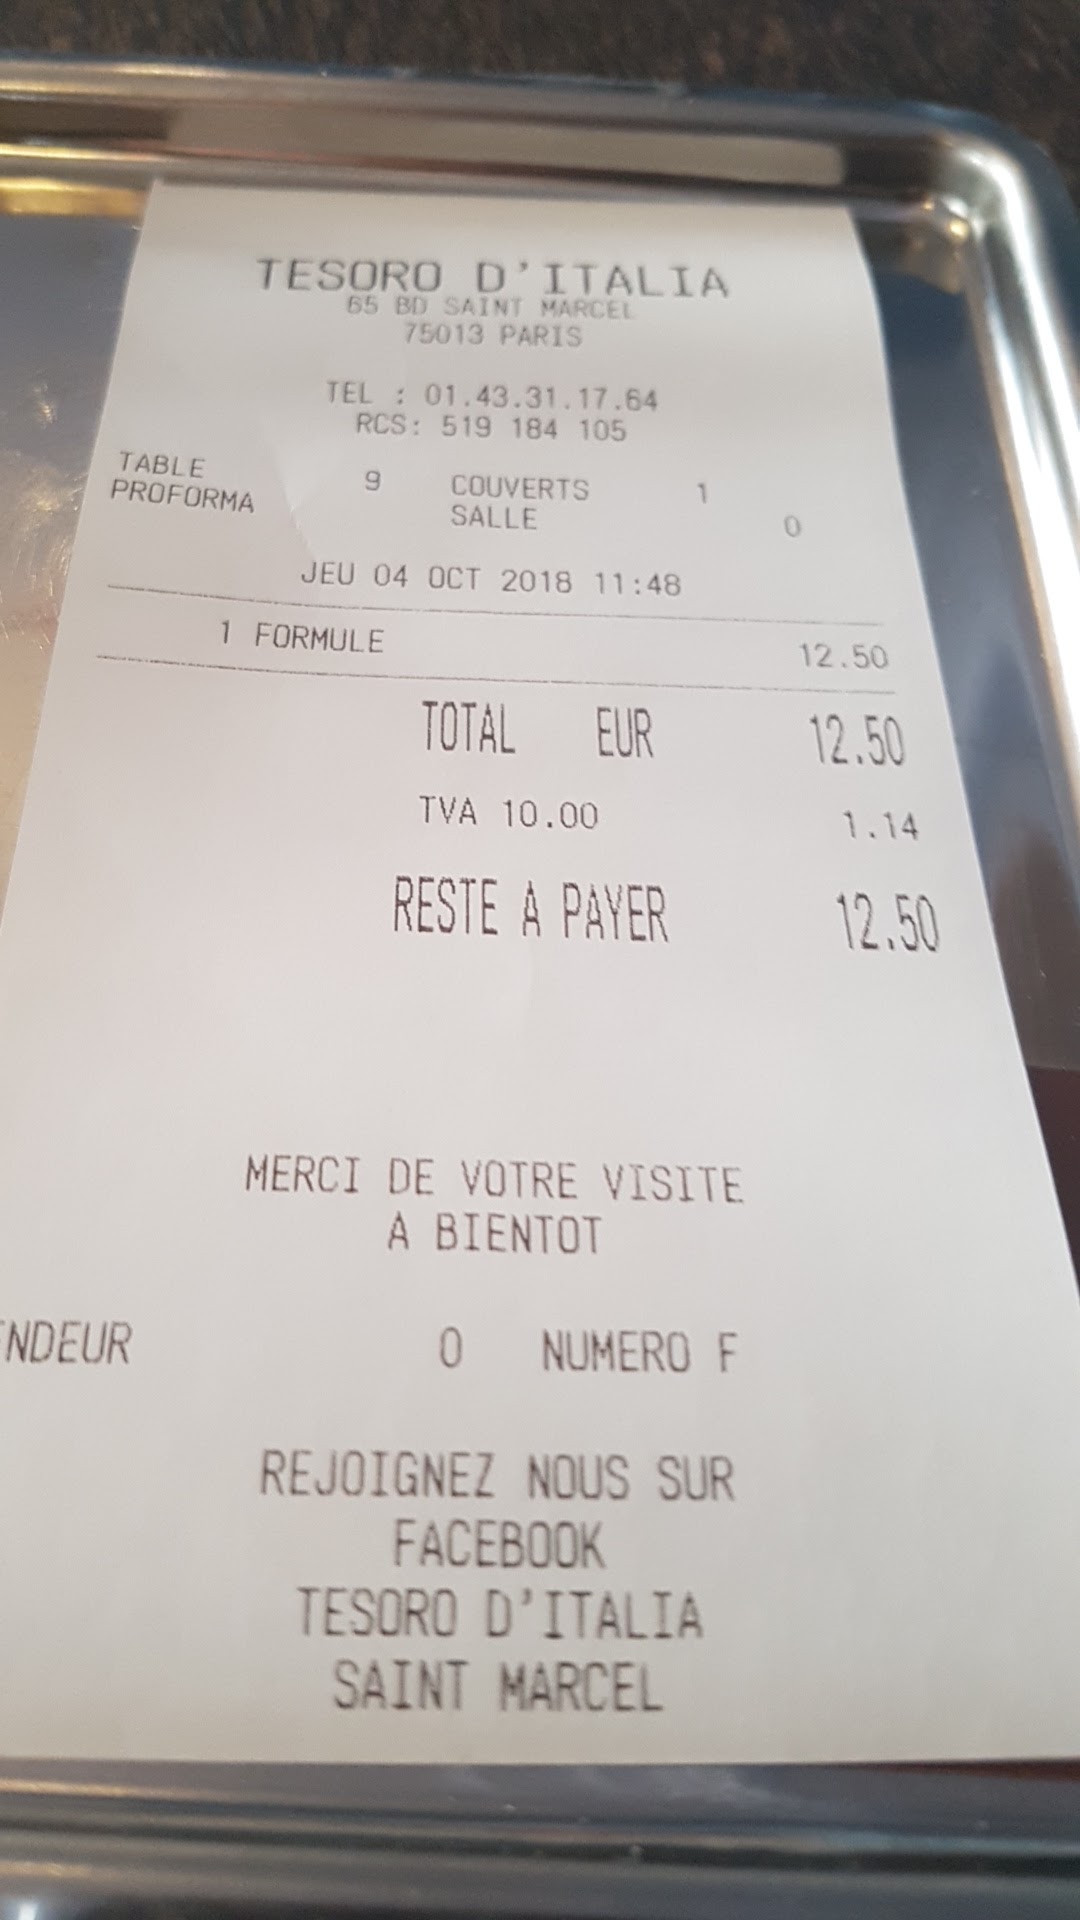 TESORO D'ITALIA
65 BD SAINT MARCEL
75013 PARIS
TEL : 01.43.31.17.64
RCS: 519 184 105
TABLE 9 COUVERTS 1
PROFORMA SALLE 0
JEU 04 OCT 2018 11:48
1 FORMULE 12.50
TOTAL EUR 12.50
TVA 10.00 1.14
RESTE A PAYER 12.50
MERCI DE VOTRE VISITE
A BIENTOT
ENDEUR 0 NUMERO F
REJOIGNEZ NOUS SUR
FACEBOOK
TESORO D'ITALIA
SAINT MARCEL